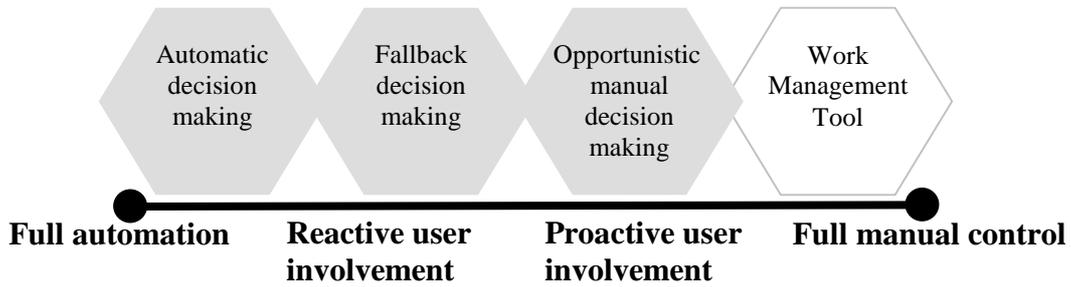 Automatic
decision
making
Fallback
decision
making
Opportunistic
manual
decision
making
Work
Management
Tool
Full automation
Reactive user
involvement
Proactive user
involvement
Full manual control